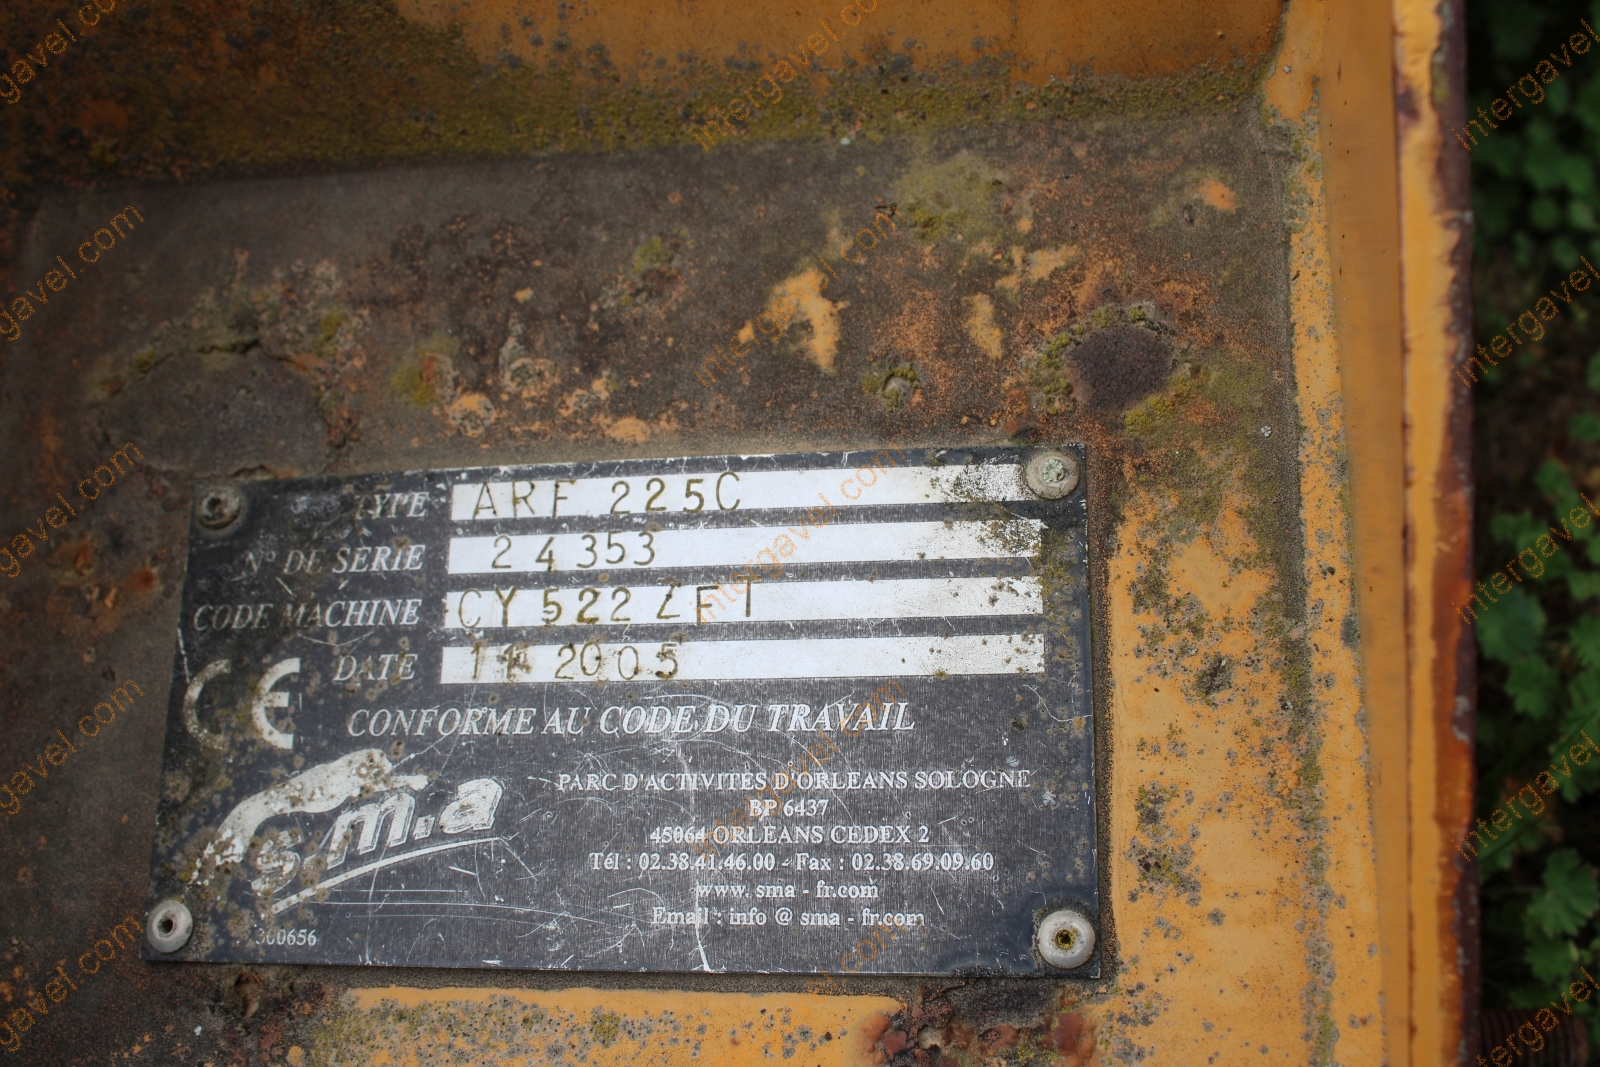 TYPE ARF 225C
N° DE SERIE 24353
CODE MACHINE CY 522 ZFT
DATE 11 2005
CE
CONFORME AU CODE DU TRAVAIL
s.m.a
PARC D'ACTIVITES D'ORLEANS SOLOGNE
BP 6437
45064 ORLEANS CEDEX 2
Tél : 02.38.41.46.00 - Fax : 02.38.69.09.60
www. sma - fr.com
Email : info @ sma - fr.com
300656
intergavel.com